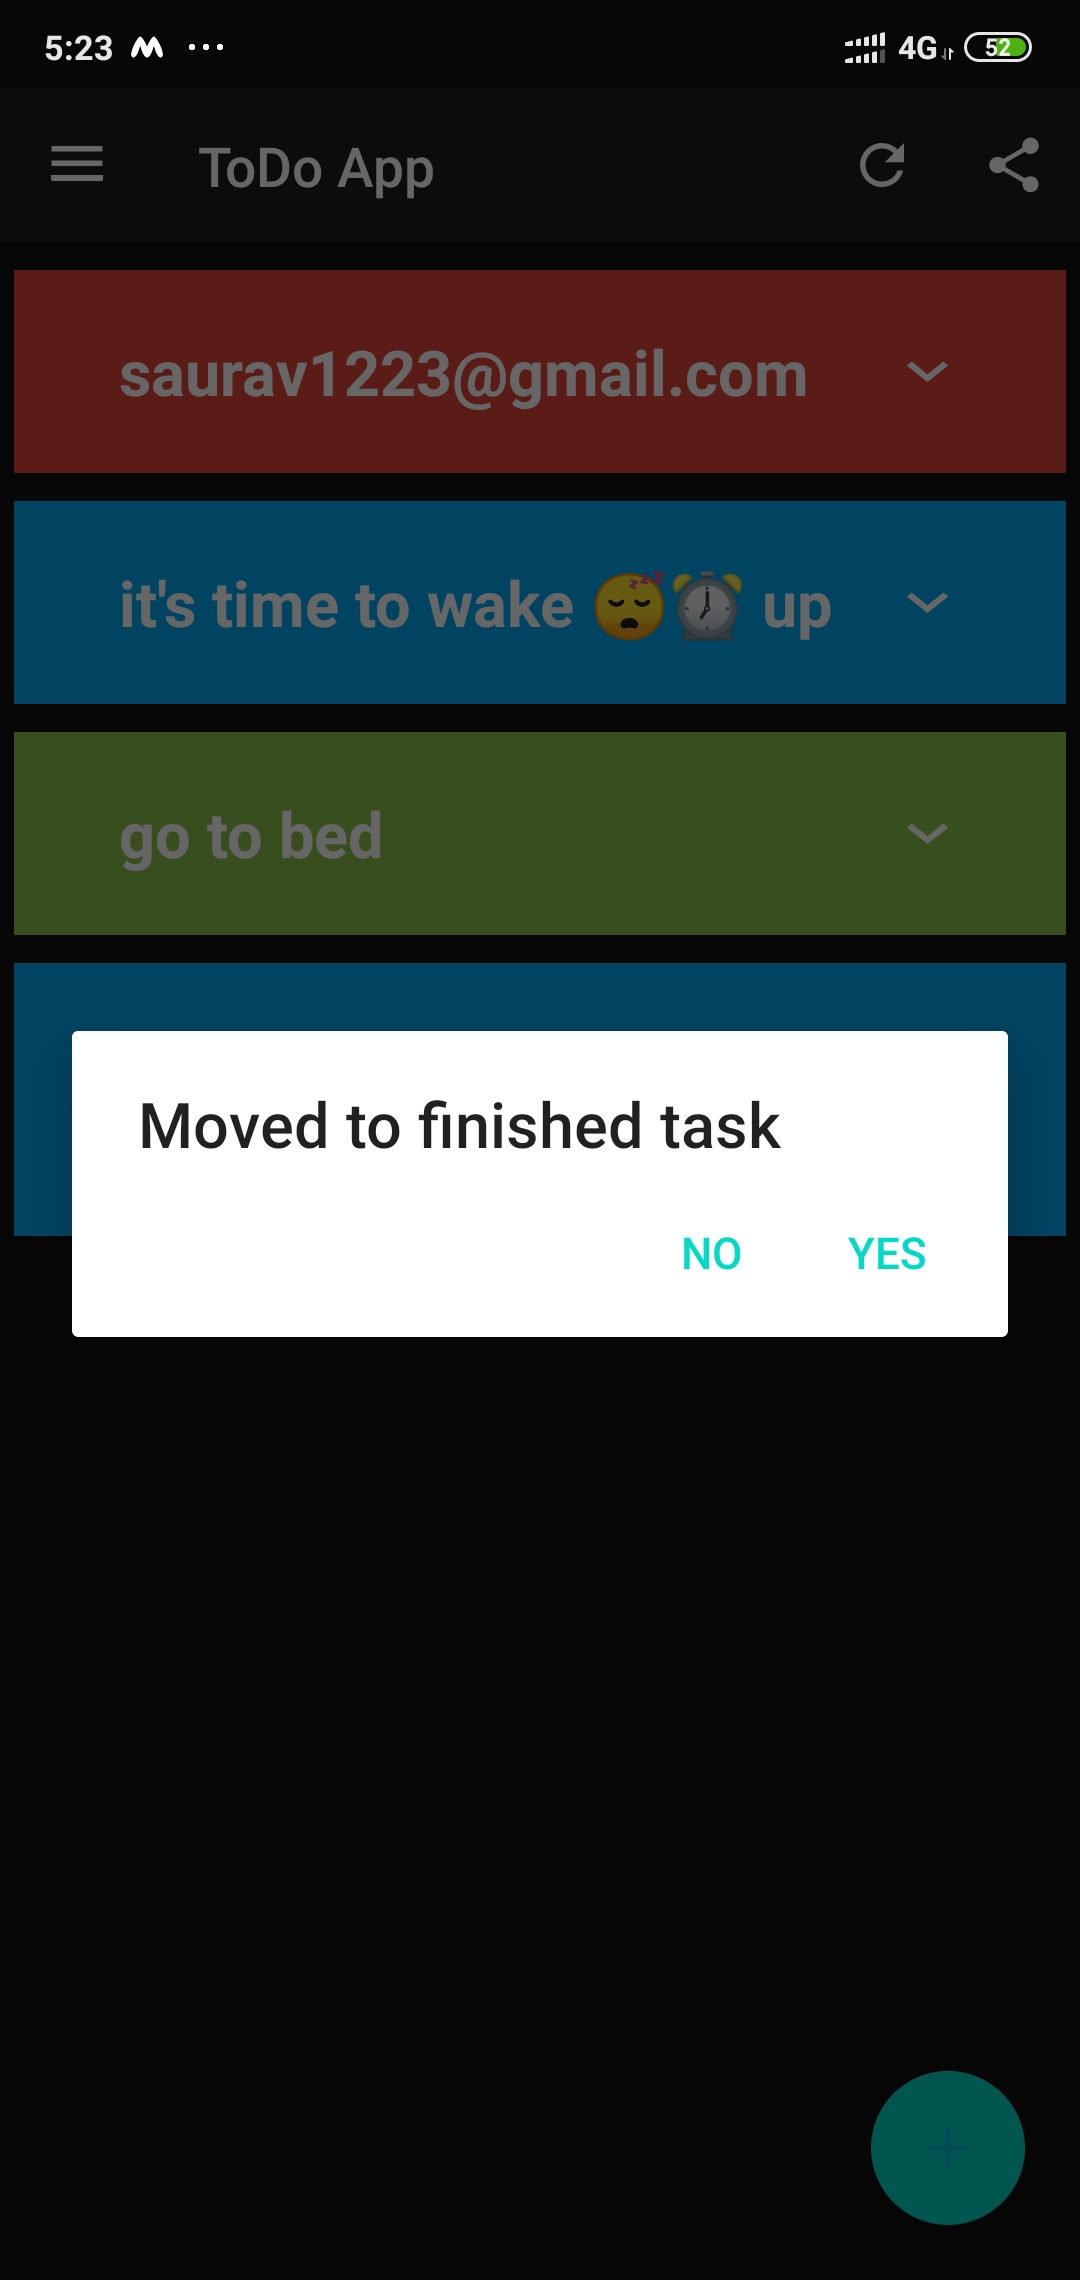 5:23 4G 52
ToDo App
saurav1223@gmail.com
it's time to wake 😴⏰ up
go to bed
Moved to finished task
NO YES